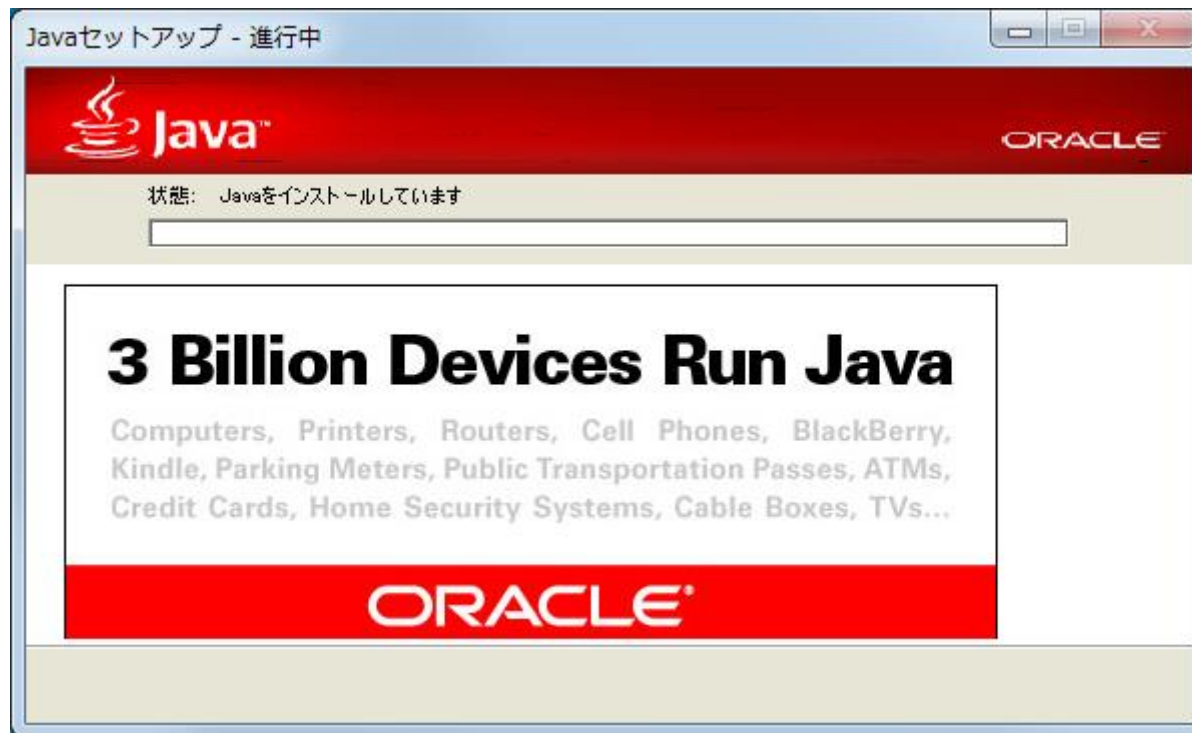 Javaセットアップ - 進行中
Java™
ORACLE
状態: Javaをインストールしています
3 Billion Devices Run Java
Computers, Printers, Routers, Cell Phones, BlackBerry,
Kindle, Parking Meters, Public Transportation Passes, ATMs,
Credit Cards, Home Security Systems, Cable Boxes, TVs...
ORACLE®